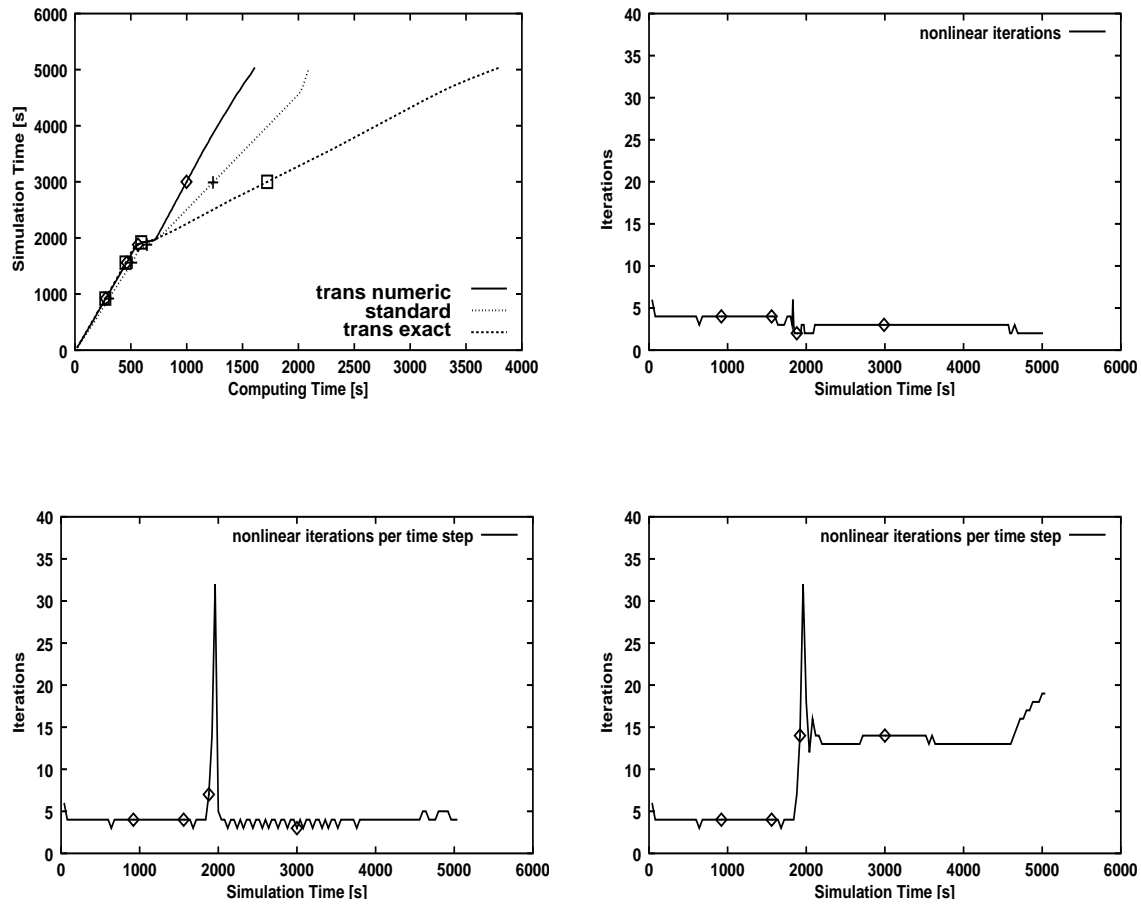 6000
5000
4000
3000
2000
1000
0
Simulation Time [s]
trans numeric
standard
trans exact
0 500 1000 1500 2000 2500 3000 3500 4000
Computing Time [s]
40
35
30
25
20
15
10
5
0
Iterations
nonlinear iterations
0 1000 2000 3000 4000 5000 6000
Simulation Time [s]
40
35
30
25
20
15
10
5
0
Iterations
nonlinear iterations per time step
0 1000 2000 3000 4000 5000 6000
Simulation Time [s]
40
35
30
25
20
15
10
5
0
Iterations
nonlinear iterations per time step
0 1000 2000 3000 4000 5000 6000
Simulation Time [s]